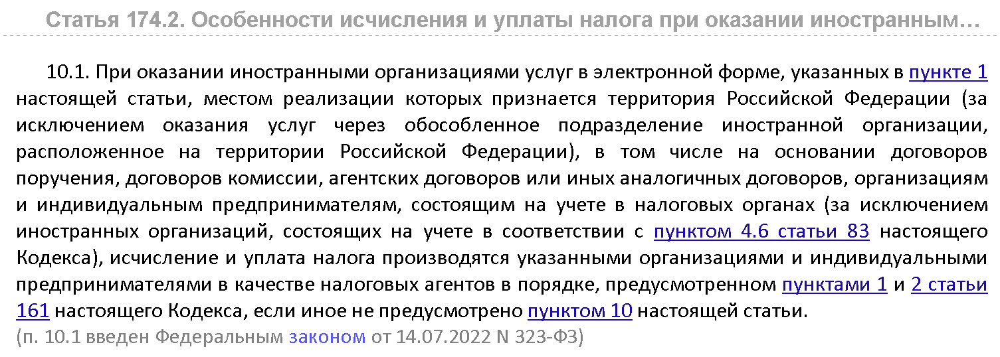 Статья 174.2. Особенности исчисления и уплаты налога при оказании иностранным…
10.1. При оказании иностранными организациями услуг в электронной форме, указанных в пункте 1
настоящей статьи, местом реализации которых признается территория Российской Федерации (за
исключением оказания услуг через обособленное подразделение иностранной организации,
расположенное на территории Российской Федерации), в том числе на основании договоров
поручения, договоров комиссии, агентских договоров или иных аналогичных договоров, организациям
и индивидуальным предпринимателям, состоящим на учете в налоговых органах (за исключением
иностранных организаций, состоящих на учете в соответствии с пунктом 4.6 статьи 83 настоящего
Кодекса), исчисление и уплата налога производятся указанными организациями и индивидуальными
предпринимателями в качестве налоговых агентов в порядке, предусмотренном пунктами 1 и 2 статьи
161 настоящего Кодекса, если иное не предусмотрено пунктом 10 настоящей статьи.
(п. 10.1 введен Федеральным законом от 14.07.2022 N 323-ФЗ)